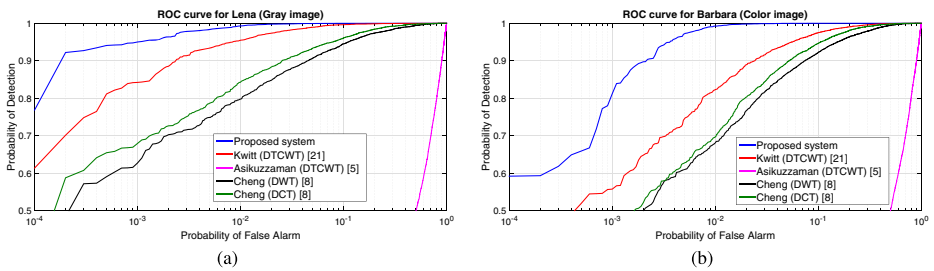 ROC curve for Lena (Gray image)
1
0.9
0.8
0.7
0.6
0.5
Probability of Detection
Proposed system
Kwitt (DTCWT) [21]
Asikuzzaman (DTCWT) [5]
Cheng (DWT) [8]
Cheng (DCT) [8]
10-4
10-3
10-2
10-1
100
Probability of False Alarm
(a)
ROC curve for Barbara (Color image)
1
0.9
0.8
0.7
0.6
0.5
Probability of Detection
Proposed system
Kwitt (DTCWT) [21]
Asikuzzaman (DTCWT) [5]
Cheng (DWT) [8]
Cheng (DCT) [8]
10-4
10-3
10-2
10-1
100
Probability of False Alarm
(b)